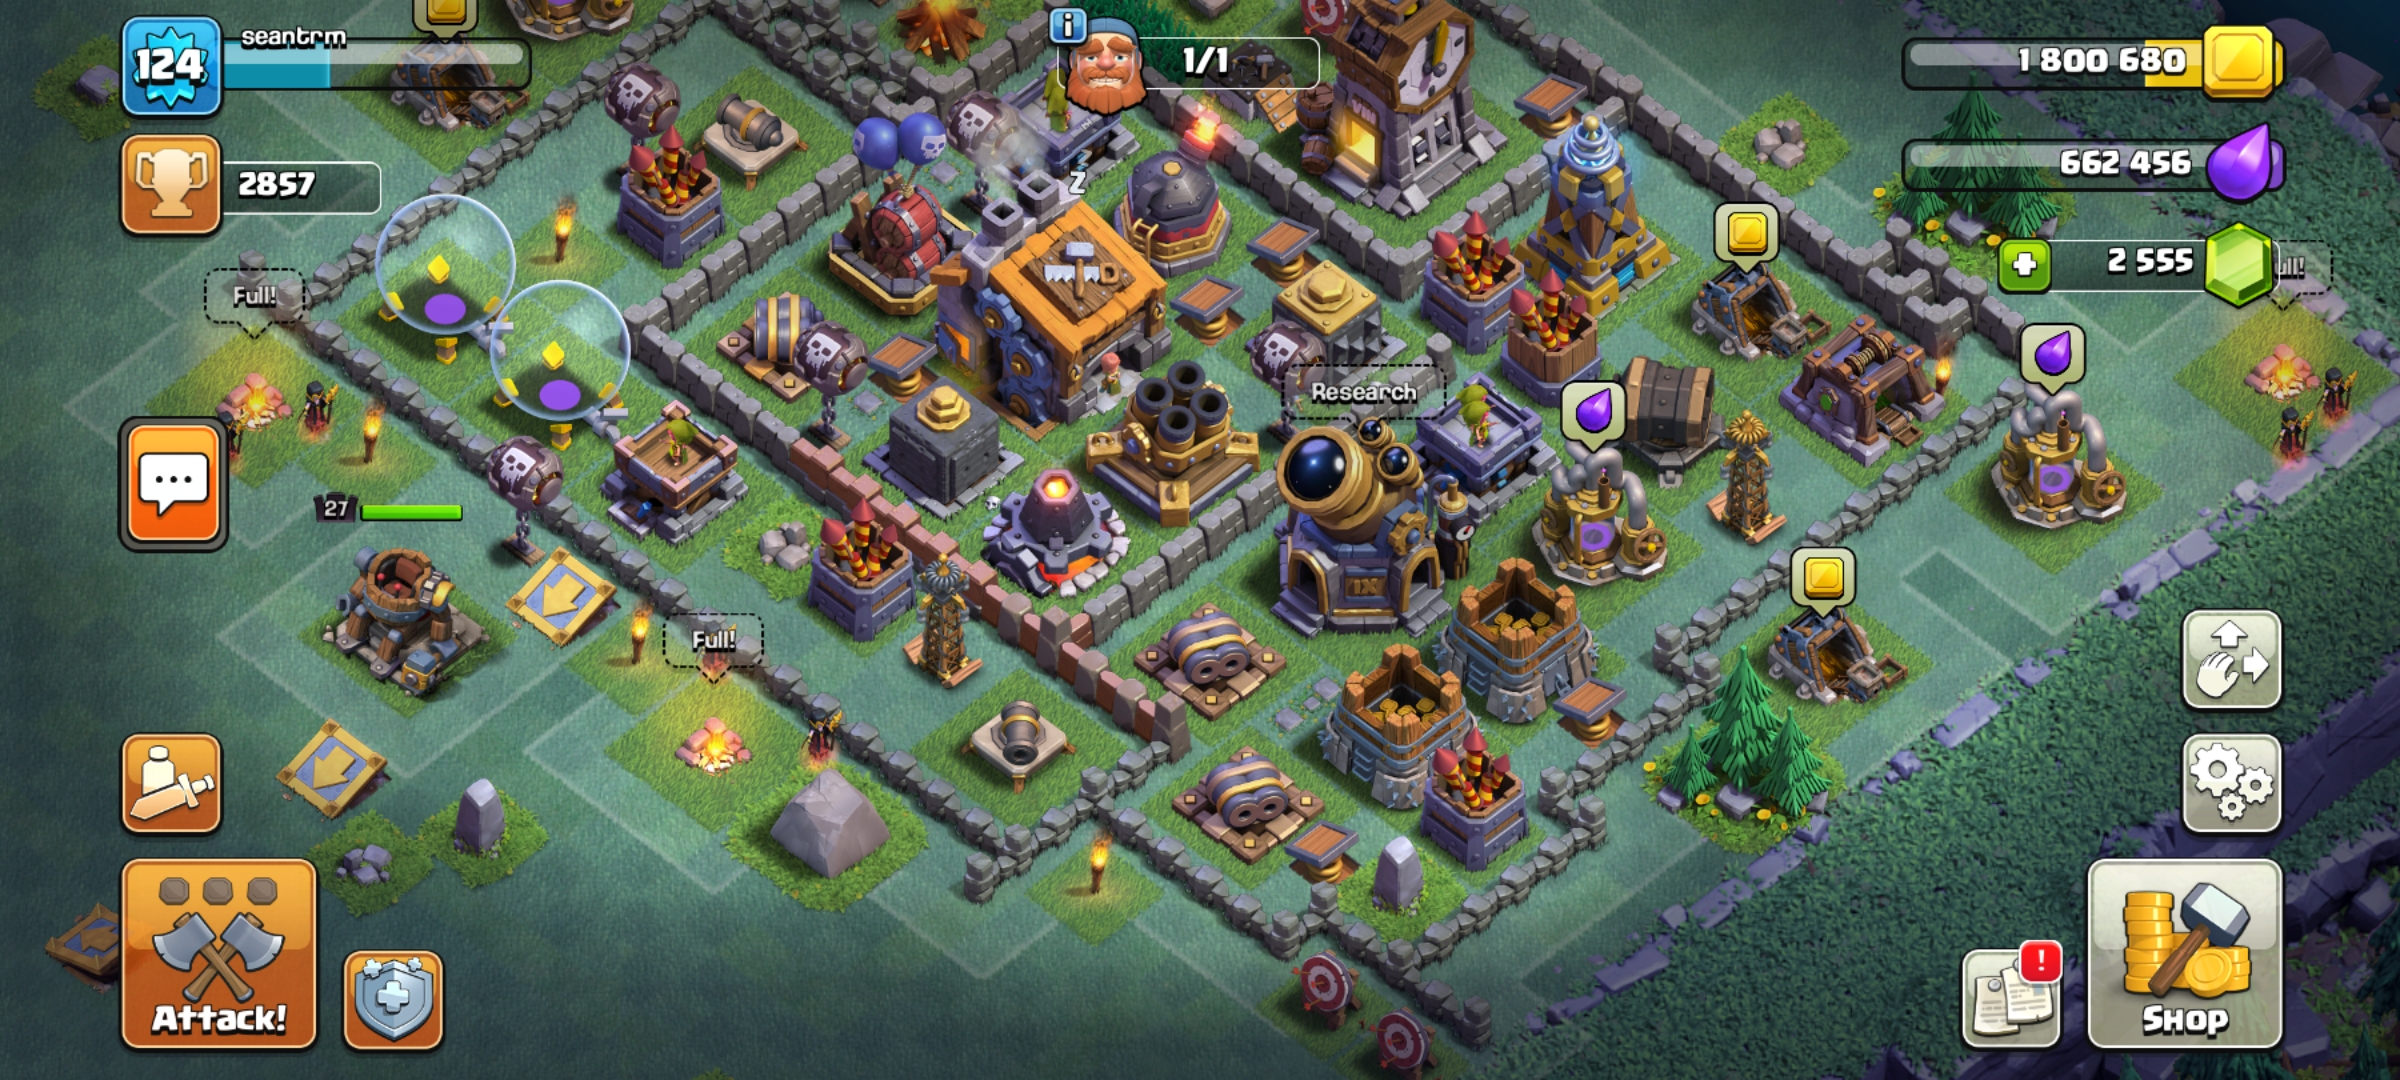 seantrm
124
1/1
1 800 680
2857
662 456
2 555
Full!
Z
Research
27
Full!
IX
Attack!
!
Shop